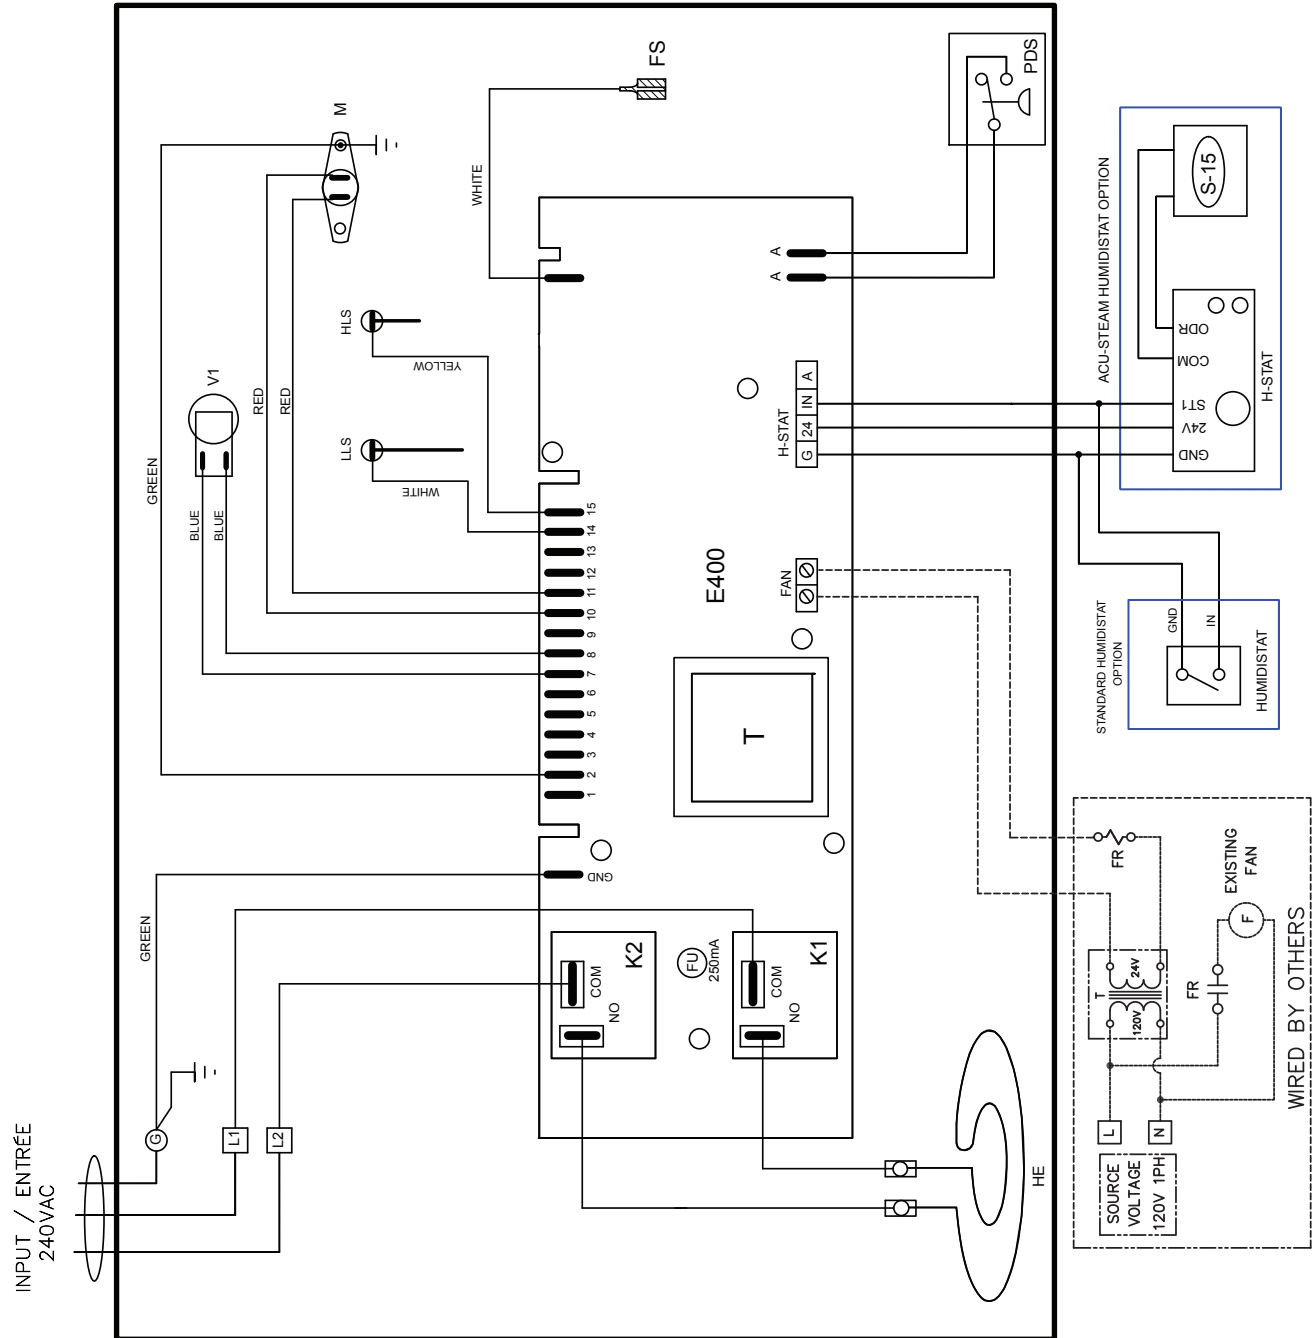 INPUT / ENTRÉE
240VAC
G
L1
L2
GREEN
GREEN
BLUE
BLUE
V1
RED
RED
M
HLS
YELLOW
LLS
WHITE
WHITE
FS
PDS
A
A
H-STAT
G
24
IN
A
FAN
E400
T
1
2
3
4
5
6
7
8
9
10
11
12
13
14
15
GND
K2
COM
NO
FU
250mA
K1
COM
NO
HE
ACU-STEAM HUMIDISTAT OPTION
S-15
ODR
COM
ST1
24V
GND
H-STAT
STANDARD HUMIDISTAT
OPTION
GND
IN
HUMIDISTAT
FR
EXISTING
FAN
F
FR
T
120V
24V
L
N
SOURCE
VOLTAGE
120V 1PH
WIRED BY OTHERS